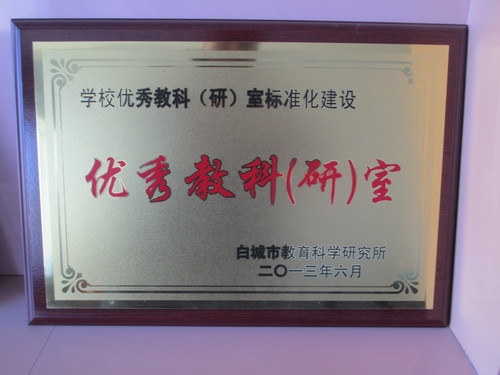 学校优秀教科（研）室标准化建设
优秀教科(研)室
白城市教育科学研究所
二〇一三年六月